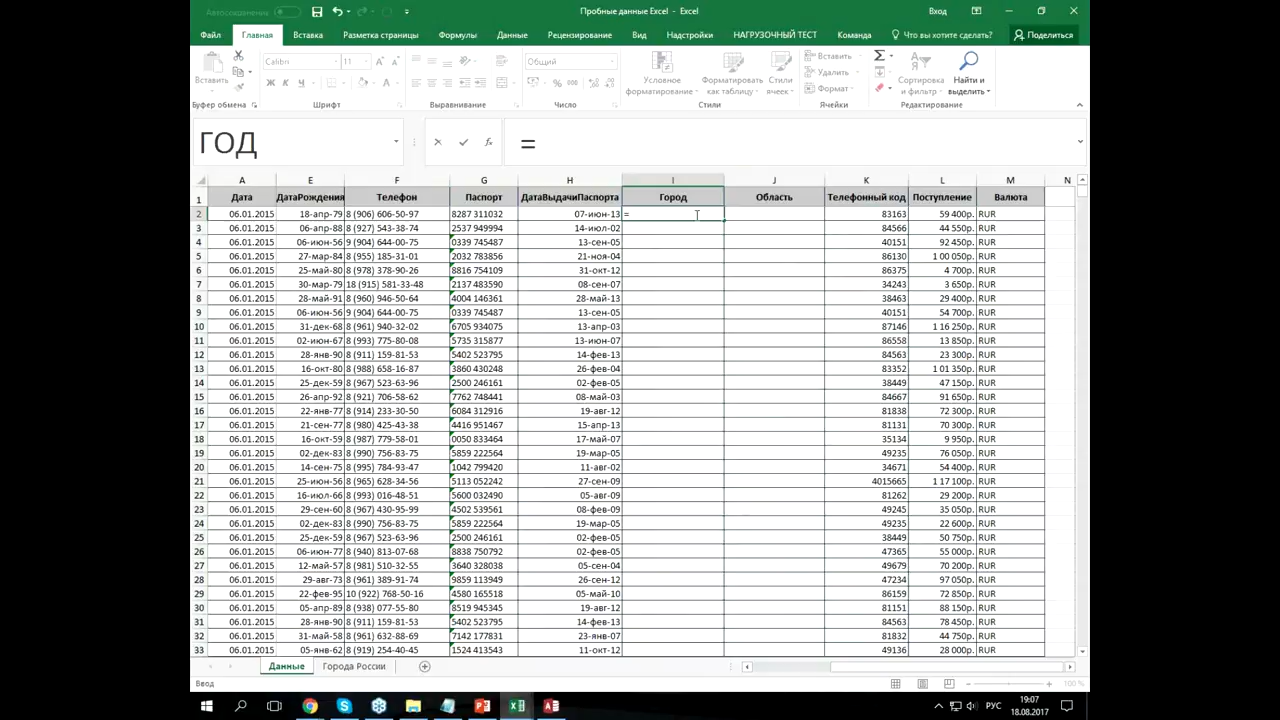 Автосохранение
Пробные данные Excel - Excel
Вход
Файл Главная Вставка Разметка страницы Формулы Данные Рецензирование Вид Надстройки НАГРУЗОЧНЫЙ ТЕСТ Команда Что вы хотите сделать? Поделиться
Вставить
Calibri 11
Ж К Ч
Общий
%
000
Условное форматирование
Форматировать как таблицу
Стили ячеек
Вставить
Удалить
Формат
Сортировка и фильтр
Найти и выделить
Буфер обмена Шрифт Выравнивание Число Стили Ячейки Редактирование
ГОД fx =
A E F G H I J K L M N
1 Дата ДатаРождения Телефон Паспорт ДатаВыдачиПаспорта Город Область Телефонный код Поступление Валюта
2 06.01.2015 18-апр-79 8 (906) 606-50-97 8287 311032 07-июн-13 = 83163 59 400р. RUR
3 06.01.2015 06-апр-88 8 (927) 543-38-74 2537 949994 14-июл-02 84566 44 550р. RUR
4 06.01.2015 06-июн-56 9 (904) 644-00-75 0339 745487 13-сен-05 40151 92 450р. RUR
5 06.01.2015 27-мар-84 8 (955) 185-31-01 2032 783856 21-ноя-04 86130 1 00 050р. RUR
6 06.01.2015 25-май-80 8 (978) 378-90-26 8816 754109 31-окт-12 86375 4 700р. RUR
7 06.01.2015 30-мар-79 18 (915) 581-33-48 2137 483590 08-сен-07 34243 3 650р. RUR
8 06.01.2015 28-май-91 8 (960) 946-50-64 4004 146361 28-май-13 38463 29 400р. RUR
9 06.01.2015 06-июн-56 9 (904) 644-00-75 0339 745487 13-сен-05 40151 54 700р. RUR
10 06.01.2015 31-дек-68 8 (961) 940-32-02 6705 934075 13-апр-03 87146 1 16 250р. RUR
11 06.01.2015 02-июн-67 8 (993) 775-80-08 5735 315877 13-июн-07 86558 13 850р. RUR
12 06.01.2015 28-янв-90 8 (911) 159-81-53 5402 523795 14-фев-13 84563 23 300р. RUR
13 06.01.2015 16-окт-80 8 (988) 658-16-87 3860 430248 26-фев-04 83352 1 01 350р. RUR
14 06.01.2015 25-дек-59 8 (967) 523-63-96 2500 246161 02-фев-05 38449 47 150р. RUR
15 06.01.2015 26-апр-92 8 (921) 706-58-62 7762 748441 08-май-03 84667 91 650р. RUR
16 06.01.2015 22-янв-77 8 (914) 233-30-50 6084 312916 19-авг-12 81838 72 300р. RUR
17 06.01.2015 21-сен-77 8 (980) 425-43-38 4416 951467 15-апр-13 81131 70 300р. RUR
18 06.01.2015 16-окт-59 8 (987) 779-58-01 0050 833464 17-май-07 35134 9 950р. RUR
19 06.01.2015 02-дек-83 8 (990) 756-83-75 5859 222564 19-мар-05 49235 76 050р. RUR
20 06.01.2015 14-сен-75 8 (995) 784-93-47 1042 799420 11-авг-02 34671 54 400р. RUR
21 06.01.2015 25-июн-56 8 (965) 628-34-56 5113 052242 27-сен-09 4015665 1 17 100р. RUR
22 06.01.2015 16-июл-66 8 (993) 016-48-51 5600 032490 05-авг-09 81262 29 200р. RUR
23 06.01.2015 29-сен-60 8 (967) 430-95-99 4502 539561 08-фев-09 49245 35 050р. RUR
24 06.01.2015 02-дек-83 8 (990) 756-83-75 5859 222564 19-мар-05 49235 76 400р. RUR
25 06.01.2015 25-дек-59 8 (967) 523-63-96 2500 246161 02-фев-05 38449 50 750р. RUR
26 06.01.2015 06-июн-77 8 (940) 813-07-68 8838 750792 02-фев-05 47365 55 000р. RUR
27 06.01.2015 12-май-57 8 (981) 510-32-55 3640 328038 05-сен-04 49679 70 200р. RUR
28 06.01.2015 29-авг-73 8 (961) 389-91-74 9859 113949 26-сен-12 47234 97 050р. RUR
29 06.01.2015 22-фев-95 10 (922) 768-50-16 4580 165518 05-май-10 86159 72 850р. RUR
30 06.01.2015 05-апр-89 8 (938) 077-55-80 8519 945345 19-авг-12 81151 88 150р. RUR
31 06.01.2015 28-янв-90 8 (911) 159-81-53 5402 523795 14-фев-13 84563 78 450р. RUR
32 06.01.2015 31-май-58 8 (961) 632-88-69 7142 177831 23-янв-07 81832 44 750р. RUR
33 06.01.2015 05-янв-62 8 (919) 254-40-45 1524 413543 11-окт-12 49136 28 000р. RUR
Данные Города России
Ввод 100 %
РУС
19:07
18.08.2017